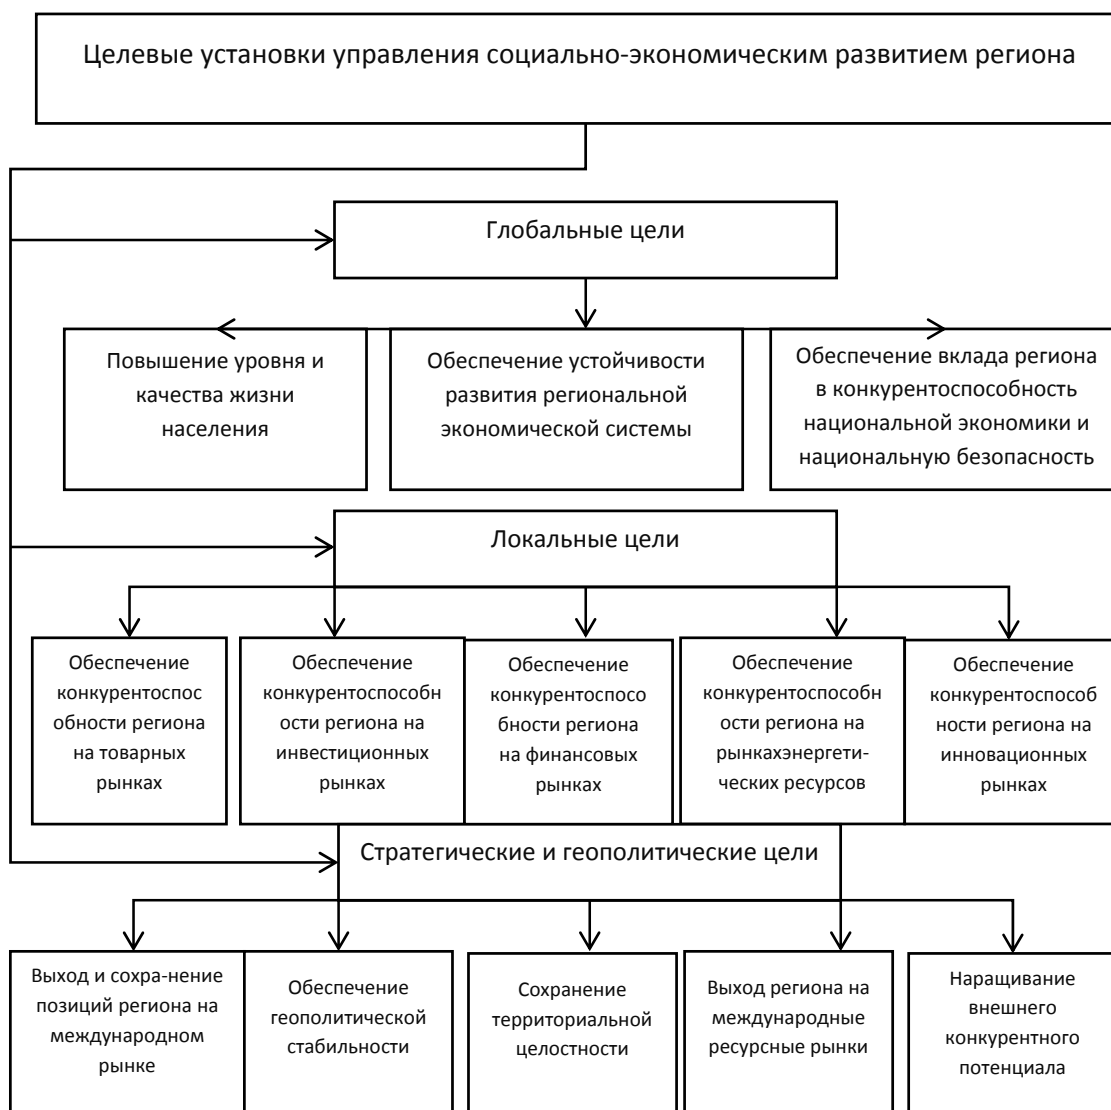 Целевые установки управления социально-экономическим развитием региона
Глобальные цели
Повышение уровня и
качества жизни
населения
Обеспечение устойчивости
развития региональной
экономической системы
Обеспечение вклада региона
в конкурентоспособность
национальной экономики и
национальную безопасность
Локальные цели
Обеспечение
конкурентоспос
обности региона
на товарных
рынках
Обеспечение
конкурентоспособн
ости региона на
инвестиционных
рынках
Обеспечение
конкурентоспосо
бности региона
на финансовых
рынках
Обеспечение
конкурентоспособн
ости региона на
рынкахэнергети-
ческих ресурсов
Обеспечение
конкурентоспособ
ности региона на
инновационных
рынках
Стратегические и геополитические цели
Выход и сохра-нение
позиций региона на
международном
рынке
Обеспечение
геополитической
стабильности
Сохранение
территориальной
целостности
Выход региона на
международные
ресурсные рынки
Наращивание
внешнего
конкурентного
потенциала